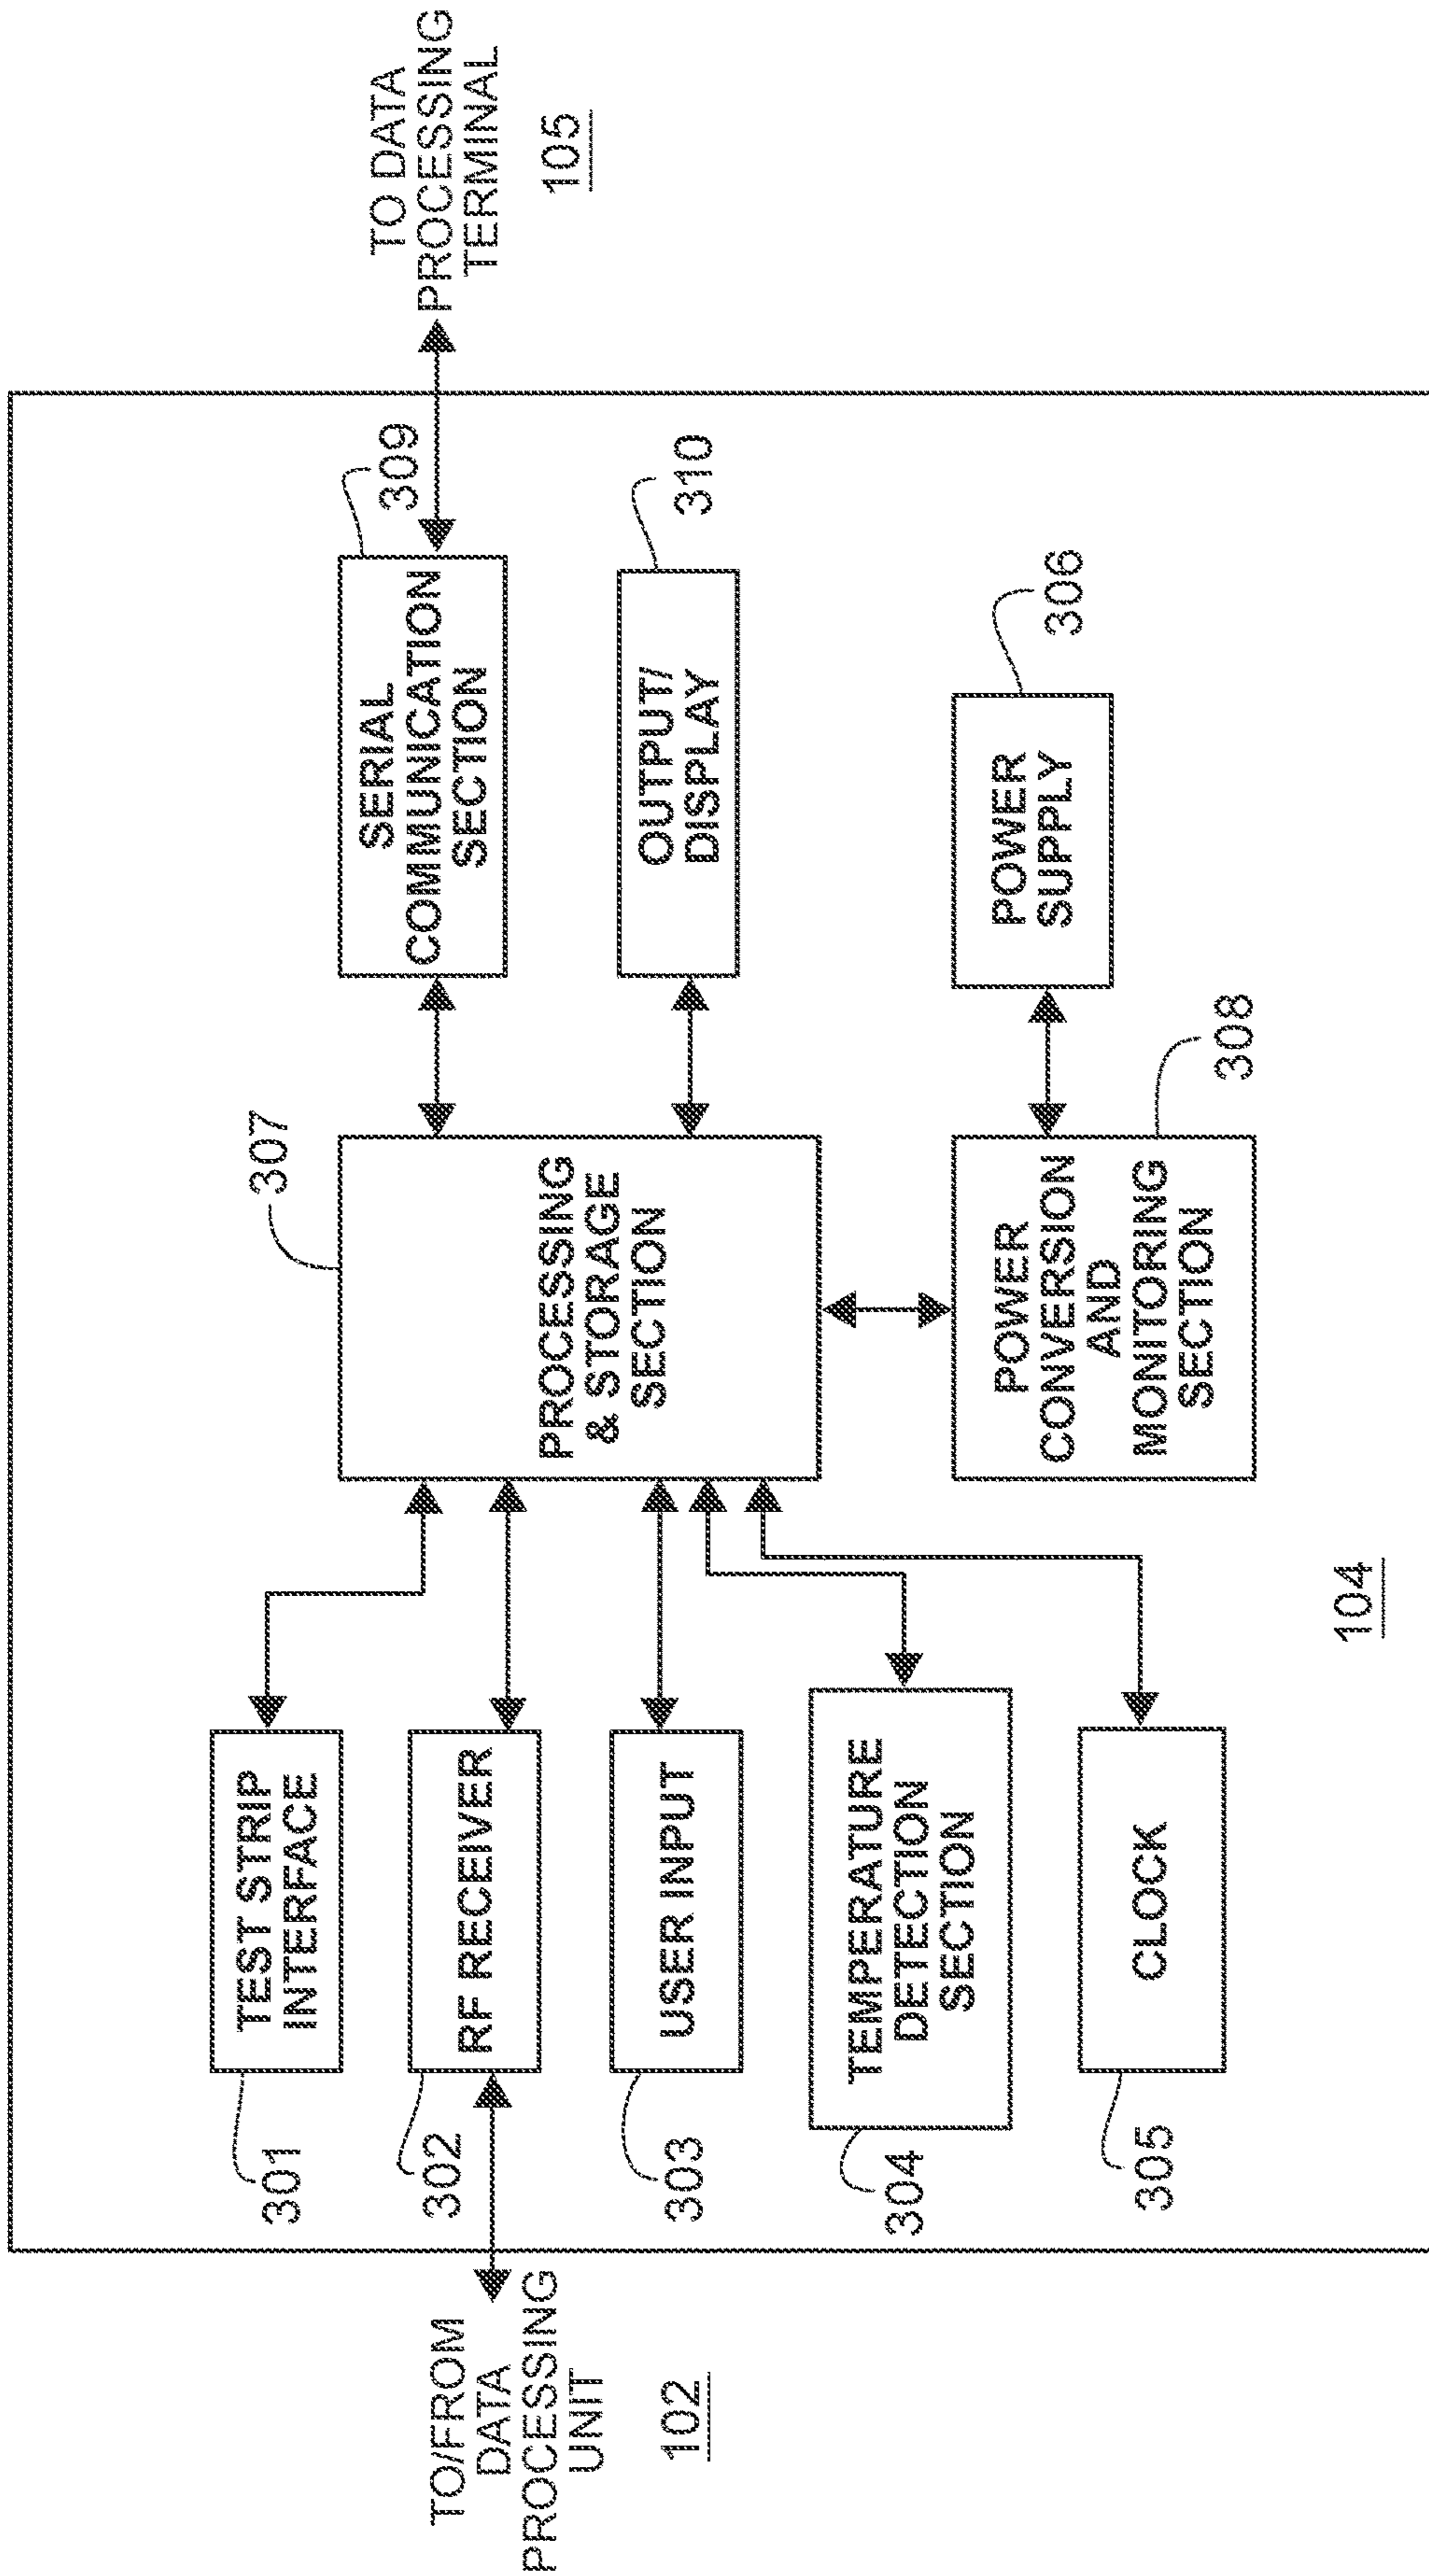 TO/FROM
DATA
PROCESSING
UNIT
102
301
TEST STRIP
INTERFACE
302
RF RECEIVER
303
USER INPUT
304
TEMPERATURE
DETECTION
SECTION
305
CLOCK
307
PROCESSING
& STORAGE
SECTION
POWER
CONVERSION
AND
MONITORING
SECTION
308
309
SERIAL
COMMUNICATION
SECTION
310
OUTPUT/
DISPLAY
306
POWER
SUPPLY
104
TO DATA
PROCESSING
TERMINAL
105